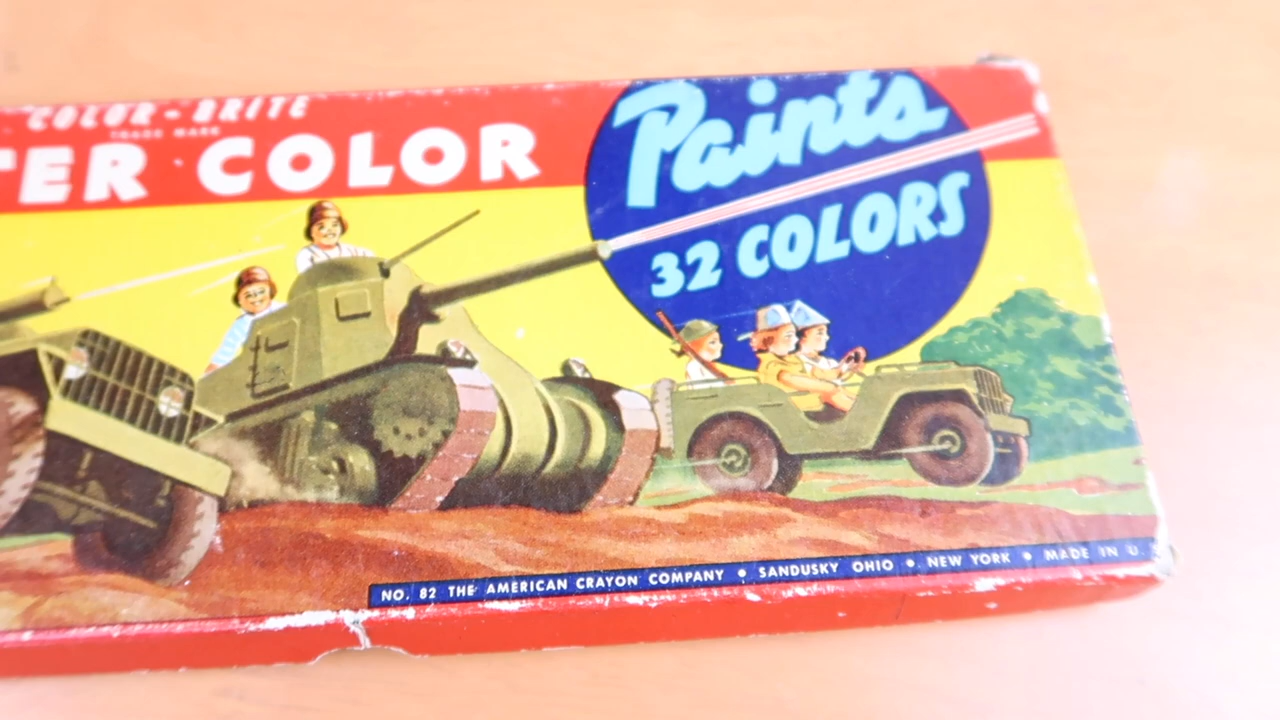 COLOR-BRITE
TRADE MARK
TER COLOR
Paints
32 COLORS
NO. 82 THE AMERICAN CRAYON COMPANY • SANDUSKY OHIO • NEW YORK • MADE IN U.